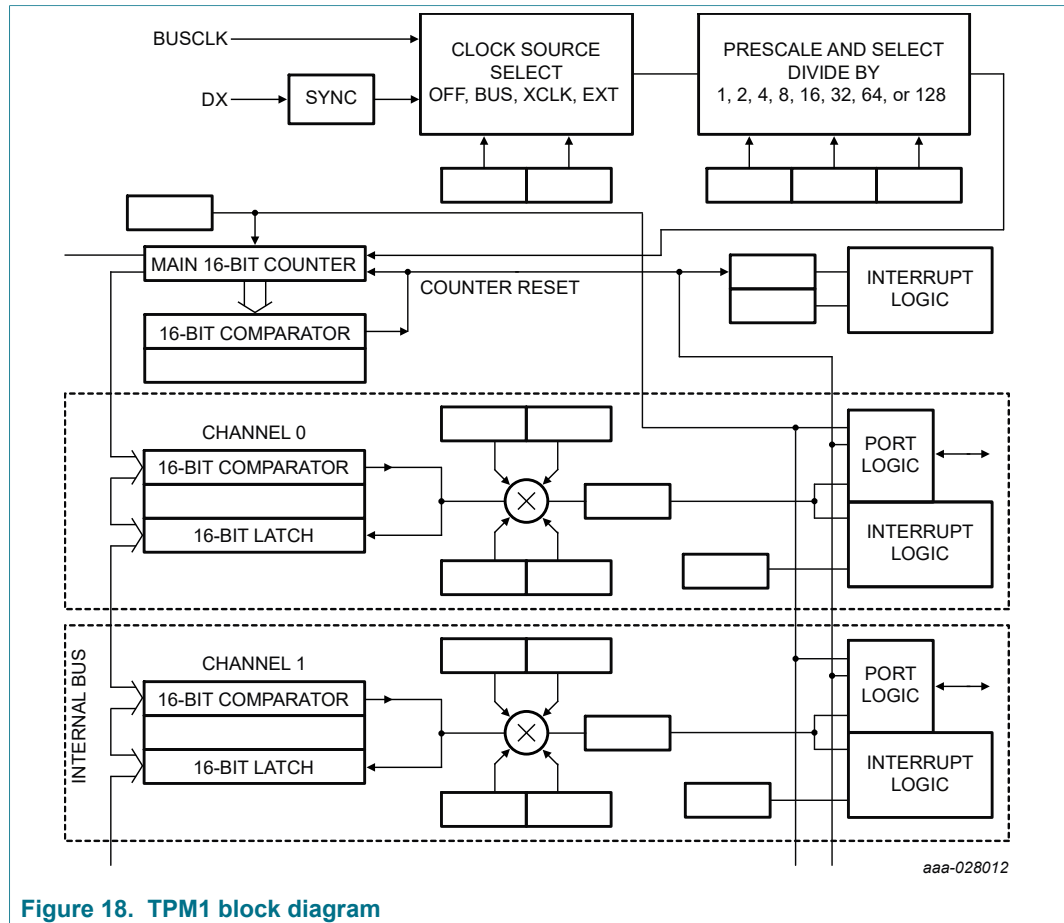 BUSCLK
DX
SYNC
CLOCK SOURCE
SELECT
OFF, BUS, XCLK, EXT
PRESCALE AND SELECT
DIVIDE BY
1, 2, 4, 8, 16, 32, 64, or 128
MAIN 16-BIT COUNTER
COUNTER RESET
INTERRUPT
LOGIC
16-BIT COMPARATOR
CHANNEL 0
16-BIT COMPARATOR
16-BIT LATCH
PORT
LOGIC
INTERRUPT
LOGIC
INTERNAL BUS
CHANNEL 1
16-BIT COMPARATOR
16-BIT LATCH
PORT
LOGIC
INTERRUPT
LOGIC
aaa-028012
Figure 18. TPM1 block diagram